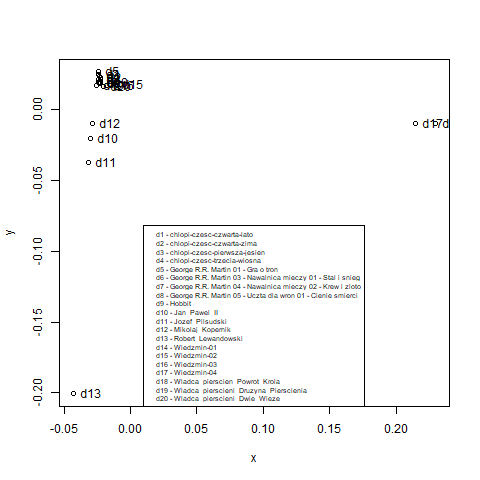 d5
d15
d12
d10
d11
d17d
d13
0.00
-0.05
-0.10
-0.15
-0.20
y
d1 - chlopi-czesc-czwarta-lato
d2 - chlopi-czesc-czwarta-zima
d3 - chlopi-czesc-pierwsza-jesien
d4 - chlopi-czesc-trzecia-wiosna
d5 - George R.R. Martin 01 - Gra o tron
d6 - George R.R. Martin 03 - Nawalnica mieczy 01 - Stal i snieg
d7 - George R.R. Martin 04 - Nawalnica mieczy 02 - Krew i zloto
d8 - George R.R. Martin 05 - Uczta dla wron 01 - Cienie smierci
d9 - Hobbit
d10 - Jan Pawel II
d11 - Jozef Pilsudski
d12 - Mikolaj Kopernik
d13 - Robert Lewandowski
d14 - Wiedzmin-01
d15 - Wiedzmin-02
d16 - Wiedzmin-03
d17 - Wiedzmin-04
d18 - Wladca pierscieni Powrot Krola
d19 - Wladca pierscieni Druzyna Pierscienia
d20 - Wladca pierscieni Dwie Wieze
-0.05 0.00 0.05 0.10 0.15 0.20
x